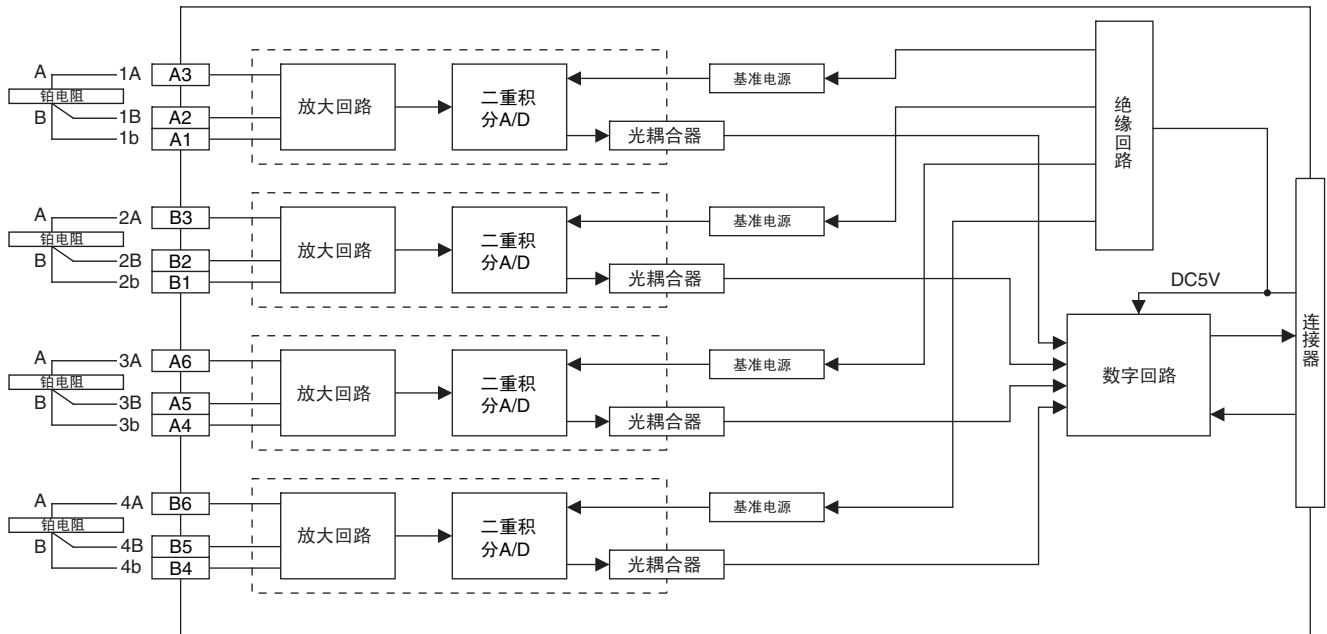 A
1A
A3
铂电阻
B
1B
A2
1b
A1
放大回路
二重积
分A/D
基准电源
光耦合器
绝缘回路
A
2A
B3
铂电阻
B
2B
B2
2b
B1
放大回路
二重积
分A/D
基准电源
光耦合器
DC5V
连接器
A
3A
A6
铂电阻
B
3B
A5
3b
A4
放大回路
二重积
分A/D
基准电源
光耦合器
数字回路
A
4A
B6
铂电阻
B
4B
B5
4b
B4
放大回路
二重积
分A/D
基准电源
光耦合器